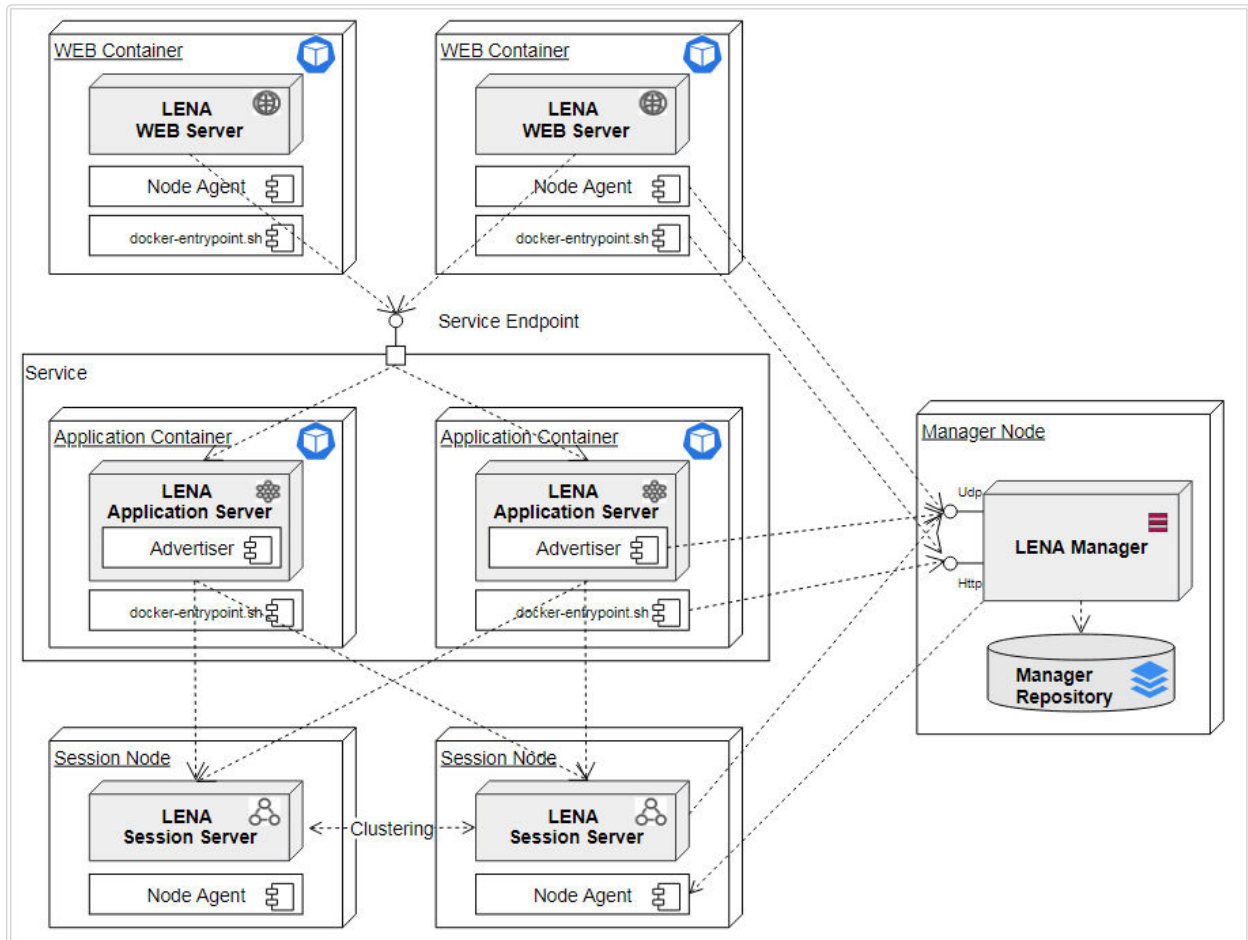 WEB Container
LENA
WEB Server
Node Agent
docker-entrypoint.sh
WEB Container
LENA
WEB Server
Node Agent
docker-entrypoint.sh
Service Endpoint
Service
Application Container
LENA
Application Server
Advertiser
docker-entrypoint.sh
Application Container
LENA
Application Server
Advertiser
docker-entrypoint.sh
Manager Node
Udp
LENA Manager
Http
Manager
Repository
Session Node
LENA
Session Server
Node Agent
Clustering
Session Node
LENA
Session Server
Node Agent